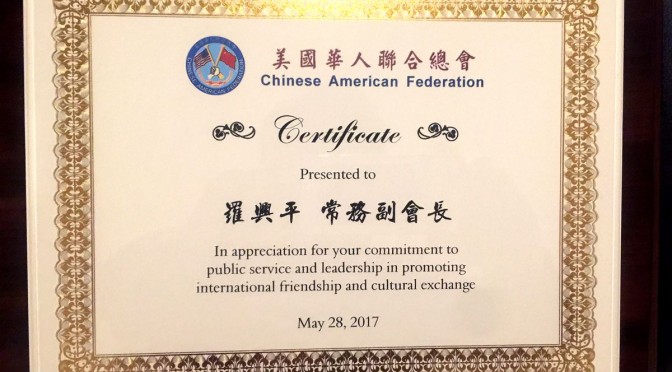 美國華人聯合總會
Chinese American Federation
Certificate
Presented to
羅興平 常務副會長
In appreciation for your commitment to
public service and leadership in promoting
international friendship and cultural exchange
May 28, 2017